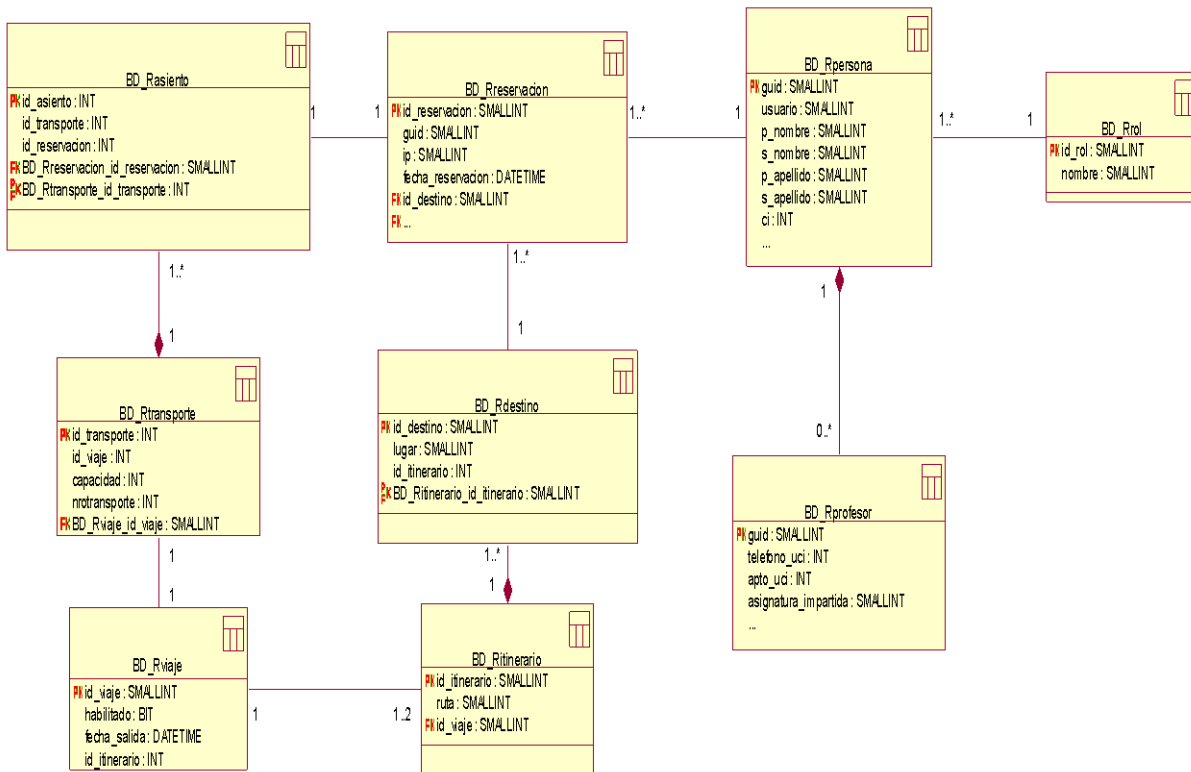 BD_Rasiento
PK id_asiento : INT
id_transporte : INT
id_reservacion : INT
FK BD_Rreservacion_id_reservacion : SMALLINT
PFK BD_Rtransporte_id_transporte : INT
1
1
BD_Rreservacion
PK id_reservacion : SMALLINT
guid : SMALLINT
ip : SMALLINT
fecha_reservacion : DATETIME
FK id_destino : SMALLINT
FK ...
1..*
1
BD_Rpersona
PK guid : SMALLINT
usuario : SMALLINT
p_nombre : SMALLINT
s_nombre : SMALLINT
p_apellido : SMALLINT
s_apellido : SMALLINT
ci : INT
...
1..*
1
BD_Rrol
PK id_rol : SMALLINT
nombre : SMALLINT
1..*
1
1..*
1
1
0..*
BD_Rtransporte
PK id_transporte : INT
id_viaje : INT
capacidad : INT
nrotransporte : INT
FK BD_Rviaje_id_viaje : SMALLINT
BD_Rdestino
PK id_destino : SMALLINT
lugar : SMALLINT
id_itinerario : INT
PFK BD_Ritinerario_id_itinerario : SMALLINT
BD_Rprofesor
PK guid : SMALLINT
telefono_uci : INT
apto_uci : INT
asignatura_impartida : SMALLINT
...
1
1
1..*
1
BD_Rviaje
PK id_viaje : SMALLINT
habilitado : BIT
fecha_salida : DATETIME
id_itinerario : INT
1
1..2
BD_Ritinerario
PK id_itinerario : SMALLINT
ruta : SMALLINT
FK id_viaje : SMALLINT